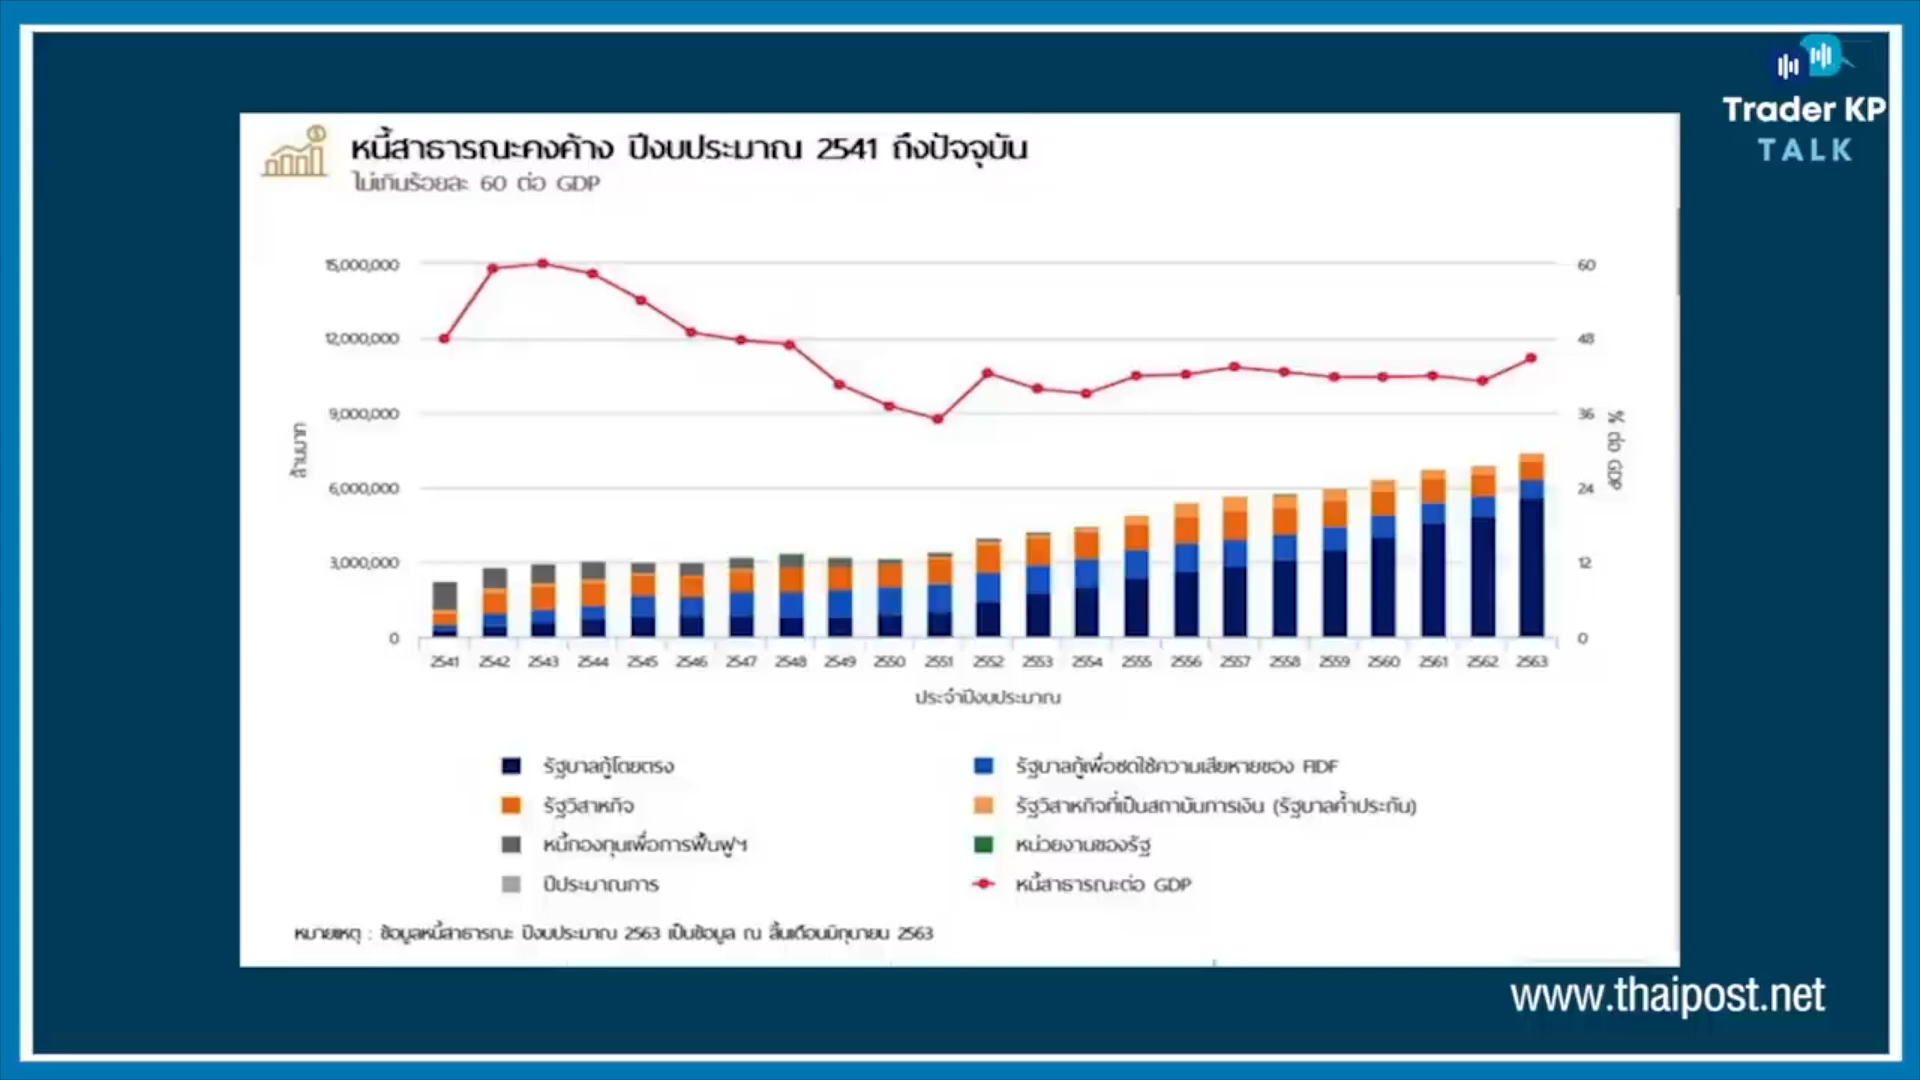 Trader KP
TALK
หนี้สาธารณะคงค้าง ปีงบประมาณ 2541 ถึงปัจจุบัน
ไม่เกินร้อยละ 60 ต่อ GDP
15,000,000
12,000,000
9,000,000
6,000,000
3,000,000
0
ล้านบาท
60
48
36
24
12
0
% ต่อ GDP
2541 2542 2543 2544 2545 2546 2547 2548 2549 2550 2551 2552 2553 2554 2555 2556 2557 2558 2559 2560 2561 2562 2563
ประจำปีงบประมาณ
รัฐบาลกู้โดยตรง
รัฐบาลกู้เพื่อชดใช้ความเสียหายของ FIDF
รัฐวิสาหกิจ
รัฐวิสาหกิจที่เป็นสถาบันการเงิน (รัฐบาลค้ำประกัน)
หนี้กองทุนเพื่อการฟื้นฟูฯ
หน่วยงานของรัฐ
ปีประมาณการ
หนี้สาธารณะต่อ GDP
หมายเหตุ : ข้อมูลหนี้สาธารณะ ปีงบประมาณ 2563 เป็นข้อมูล ณ สิ้นเดือนมิถุนายน 2563
www.thaipost.net